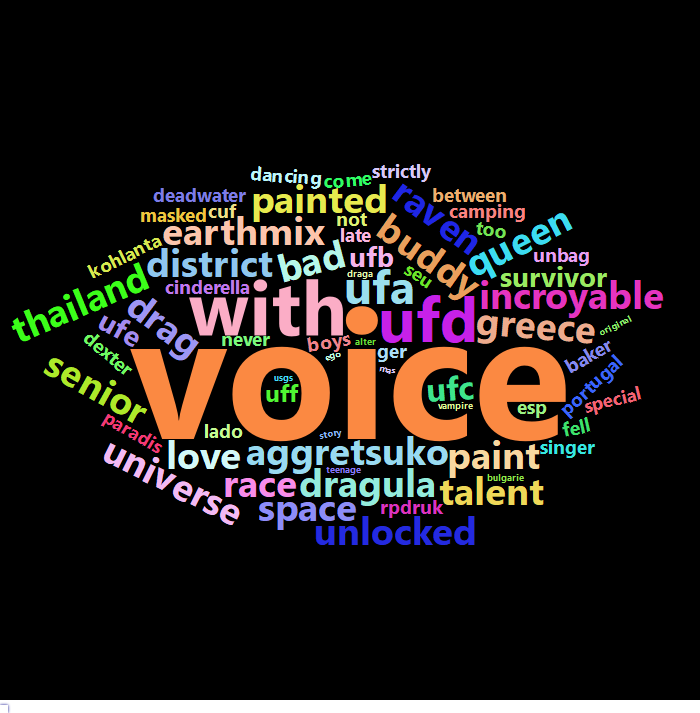 strictly
dancing
come
deadwater
painted
raven
between
masked
cuf
not
camping
earthmix
late
buddy
too
queen
kohlanta
district
bad
ufb
unbag
draga
seu
survivor
thailand
cinderella
with
ufa
incroyable
drag
ufe
ufd
greece
original
never
boys
alter
dexter
voice
ego
ger
baker
senior
mas
portugal
usgs
uff
ufc
vampire
esp
special
paradis
lado
story
fell
love
aggretsuko
paint
singer
universe
teenage
race
dragula
bulgarie
talent
space
rpdruk
unlocked